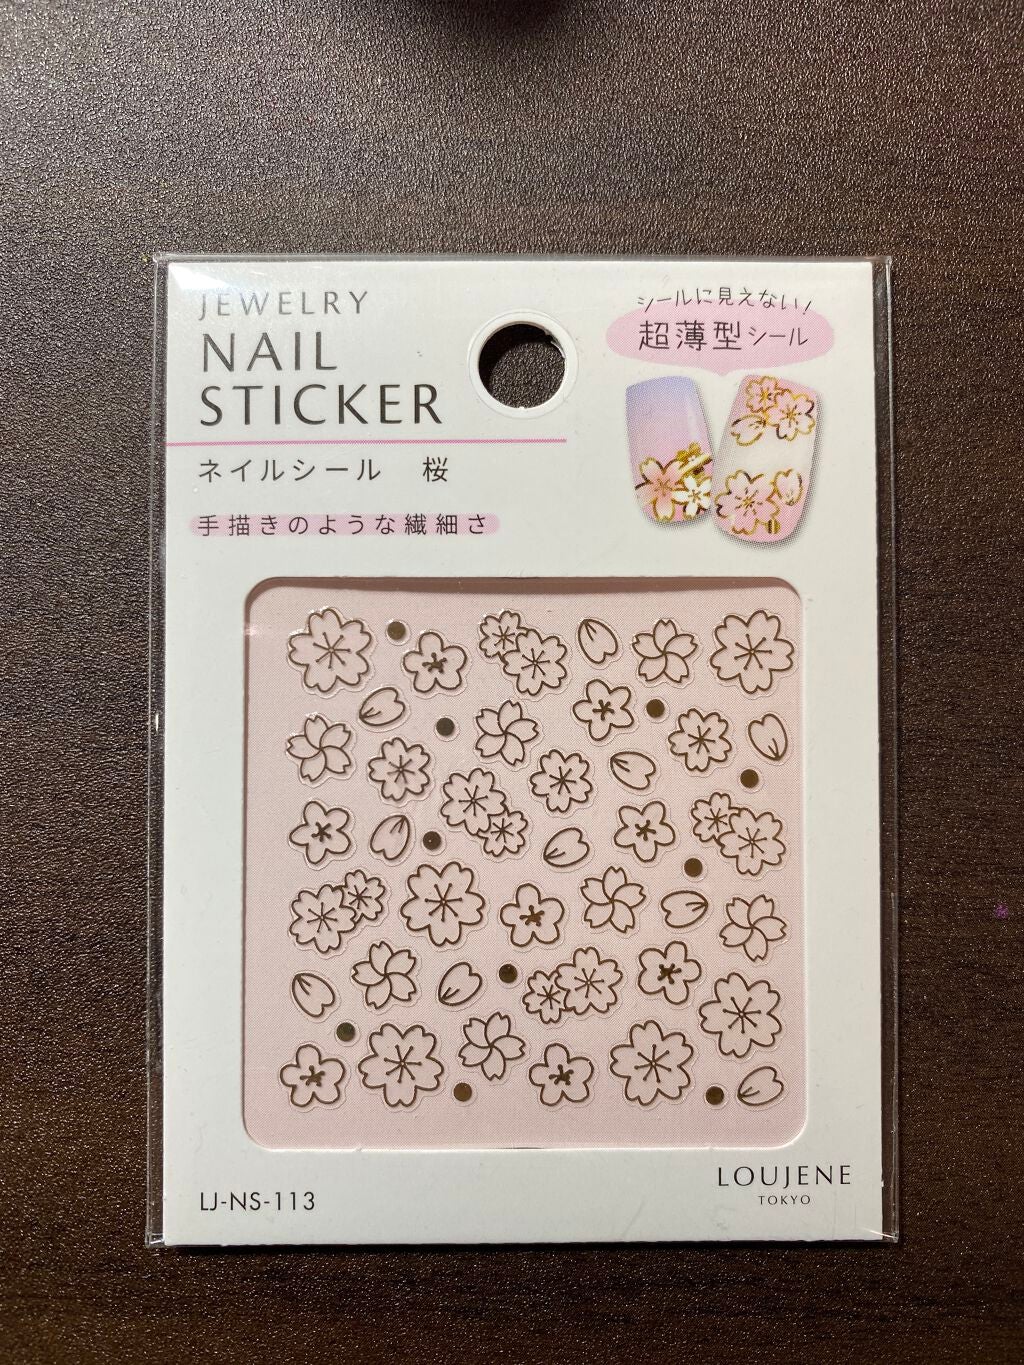 JEWELRY
NAIL
STICKER
ネイルシール 桜
手描きのような繊細さ
シールに見えない!
超薄型シール
LJ-NS-113
LOUJENE
TOKYO